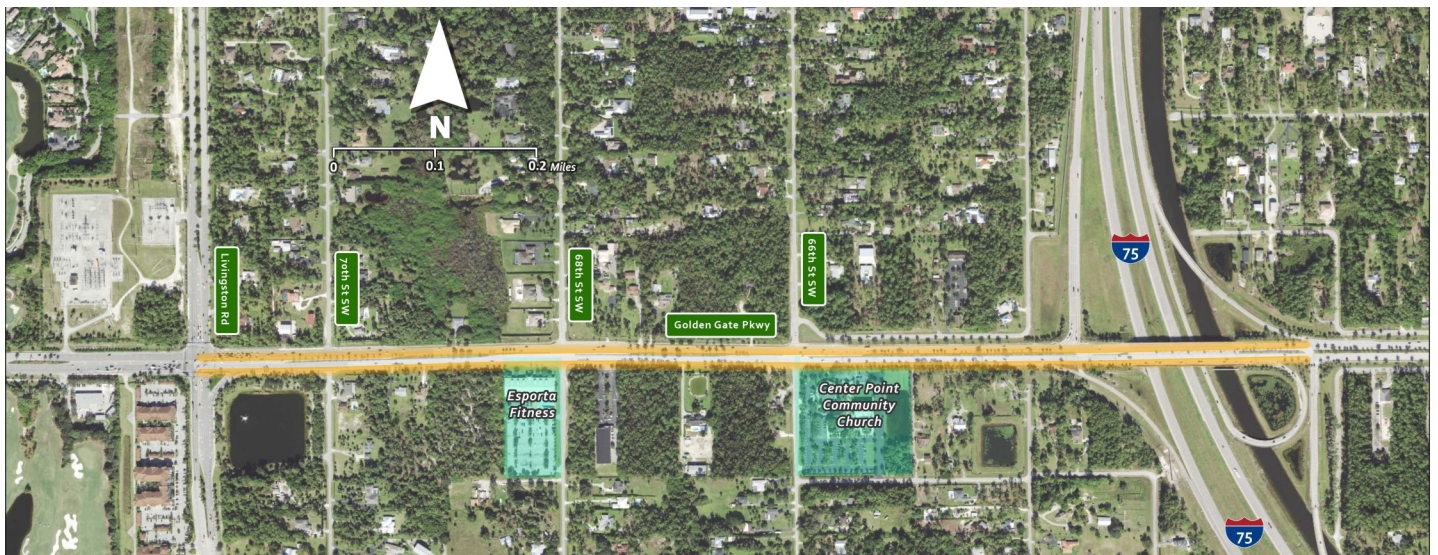 N
0 0.1 0.2 Miles
Livingston Rd
70th St SW
68th St SW
66th St SW
75
Golden Gate Pkwy
Esporta
Fitness
Center Point
Community
Church
75